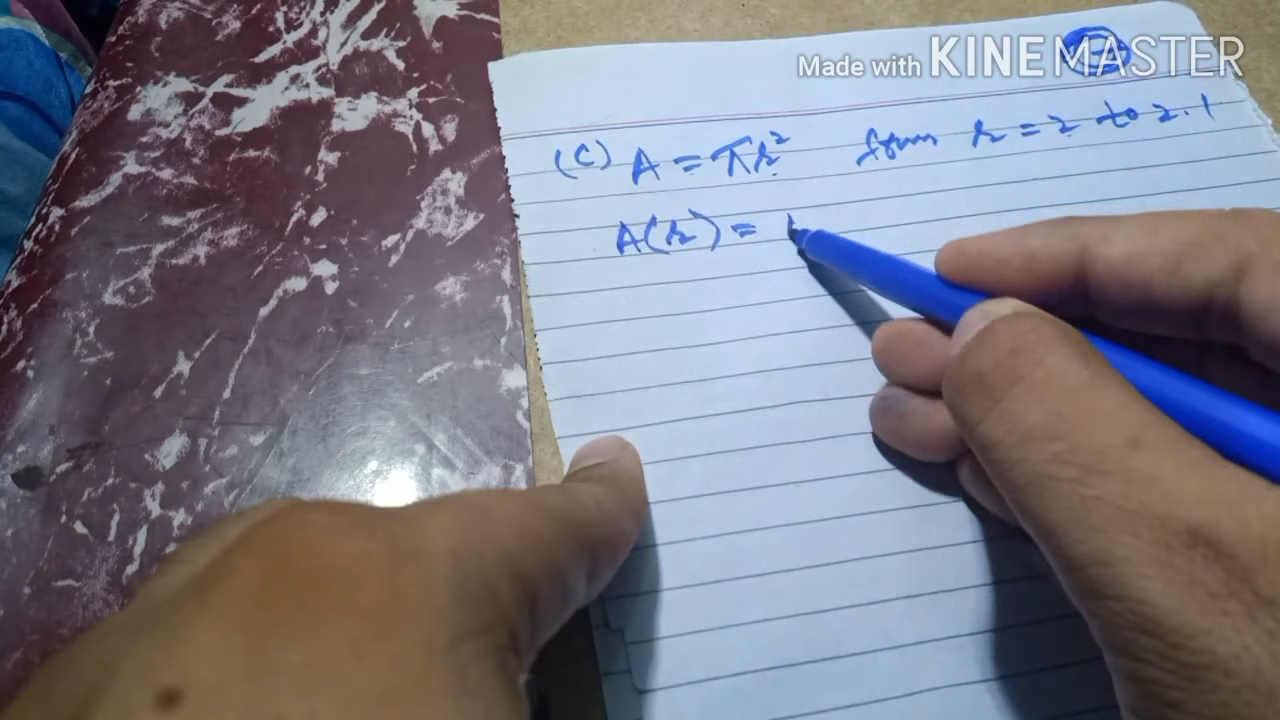 Made with KINEMASTER
(C) A = πr² from r = 2 to 2.1
A(r) =